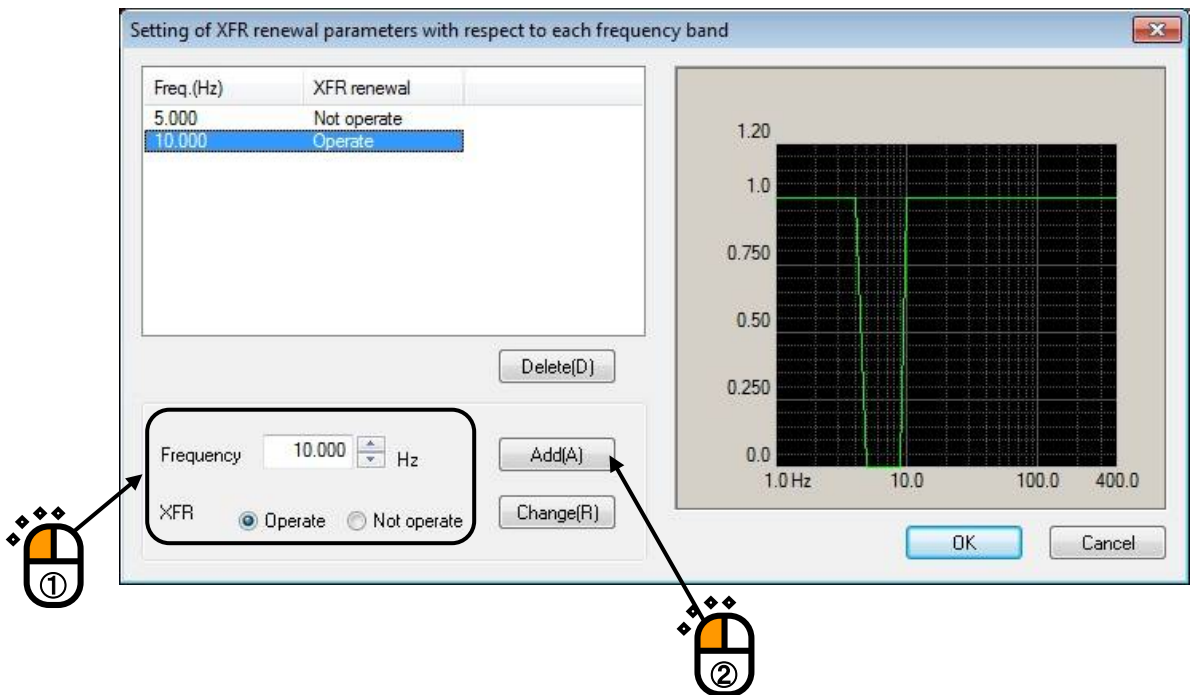 Setting of XFR renewal parameters with respect to each frequency band
Freq.(Hz) XFR renewal
5.000 Not operate
10.000 Operate
Delete(D)
Frequency 10.000 Hz
Add(A)
XFR Operate Not operate
Change(R)
1.20
1.0
0.750
0.50
0.250
0.0
1.0 Hz 10.0 100.0 400.0
OK Cancel
①
②